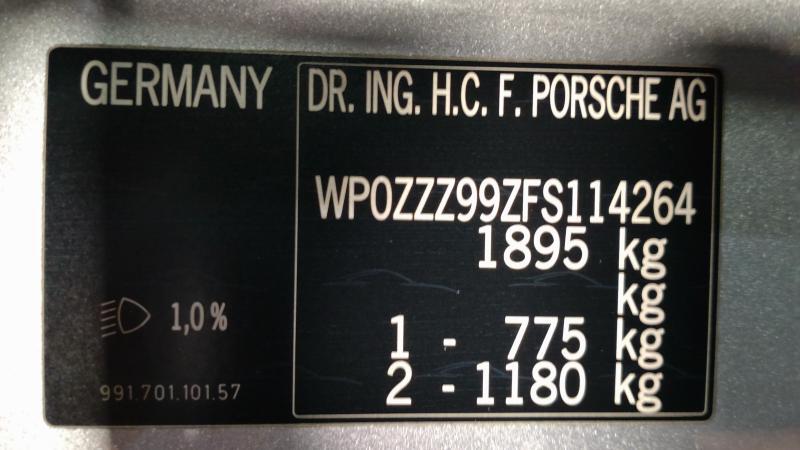 GERMANY
DR. ING. H.C. F. PORSCHE AG
WP0ZZZ99ZFS114264
1895 kg
kg
1 - 775 kg
2 - 1180 kg
1,0 %
991.701.101.57